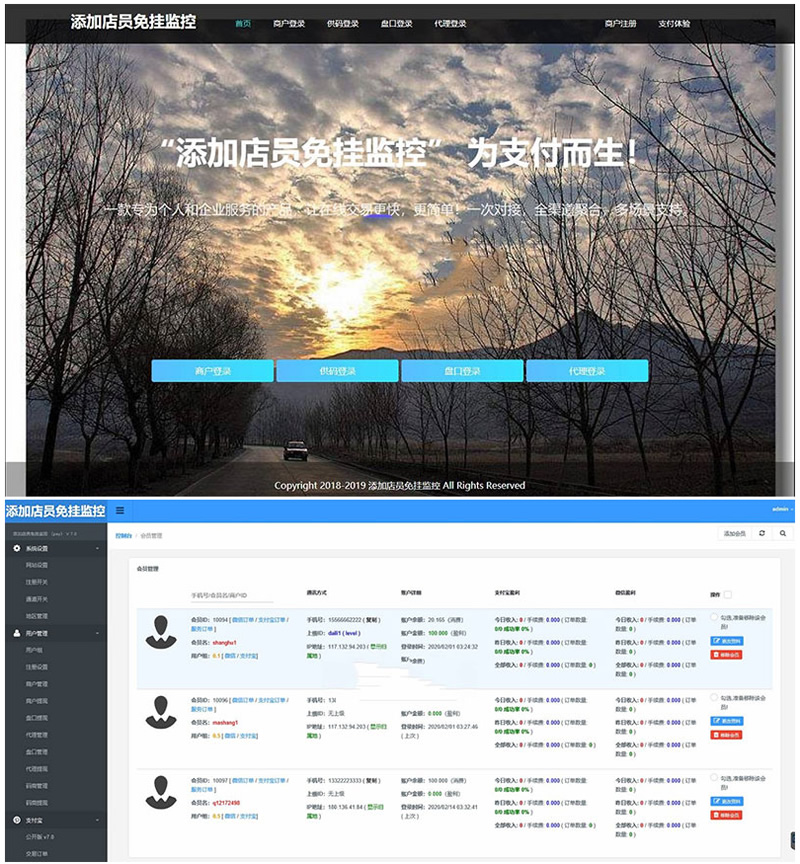 添加店员免挂监控 首页 商户登录 供码登录 盘口登录 代理登录 商户注册 支付体验
“添加店员免挂监控” 为支付而生！
一款专为个人和企业服务的产品，让在线交易更快，更简单！一次对接，全渠道聚合，多场景支持。
商户登录 供码登录 盘口登录 代理登录
Copyright 2018-2019 添加店员免挂监控 All Rights Reserved
添加店员免挂监控 admin
控制台 / 会员管理 添加会员
系统设置
网站设置
注册开关
通道开关
地区管理
用户管理
用户组
注册设置
商户管理
商户提现
盘口提现
代理管理
盘口管理
代理提现
码商管理
码商提现
支付宝
公开版 v7.0
交易订单
会员管理
手机号/会员名/商户ID 通讯方式 账户详细 支付宝盈利 微信盈利 操作
会员ID：10094 [ 微信订单 / 支付宝订单 / 服务订单 ]
会员名：shanghu1
用户组：6.1 [ 微信 / 支付宝 ]
手机号：15566662222 ( 复制 )
上级ID：daili1 ( level )
IP地址：117.132.94.203 ( 显示归属地 )
账户余额：20.165（消费）
账户金额：100.000（盈利）
登录时间：2020/02/01 03:24:32
今日收入：0 / 手续费: 0.000 ( 订单数量: 0/0 成功率 0% )
昨日收入：0 / 手续费: 0.000 ( 订单数量: 0/0 成功率 0% )
全部收入：0 / 手续费: 0.000 ( 订单数量: 0 )
今日收入：0 / 手续费: 0.000 ( 订单数量: 0 )
昨日收入：0 / 手续费: 0.000 ( 订单数量: 0 )
全部收入：0 / 手续费: 0.000 ( 订单数量: 0 )
勾选,准备移除该会员!
更改资料
移除会员
会员ID：10096 [ 微信订单 / 支付宝订单 / 服务订单 ]
会员名：mashang1
用户组：6.1 [ 微信 / 支付宝 ]
上级ID：无上级
IP地址：117.132.94.203 ( 显示归属地 )
账户金额：0.000（盈利）
登录时间：2020/02/01 03:27:46 ( 上次 )
今日收入：0 / 手续费: 0.000 ( 订单数量: 0/0 成功率 0% )
昨日收入：0 / 手续费: 0.000 ( 订单数量: 0/0 成功率 0% )
全部收入：0 / 手续费: 0.000 ( 订单数量: 0 )
今日收入：0 / 手续费: 0.000 ( 订单数量: 0 )
昨日收入：0 / 手续费: 0.000 ( 订单数量: 0 )
全部收入：0 / 手续费: 0.000 ( 订单数量: 0 )
勾选,准备移除该会员!
更改资料
移除会员
会员ID：10097 [ 微信订单 / 支付宝订单 / 服务订单 ]
会员名：q12172498
用户组：6.1 [ 微信 / 支付宝 ]
手机号：13322223333 ( 复制 )
上级ID：无上级
IP地址：180.136.41.84 ( 显示归属地 )
账户余额：100.000（消费）
账户金额：0.000（盈利）
登录时间：2020/02/14 03:32:41 ( 上次 )
今日收入：0 / 手续费: 0.000 ( 订单数量: 0/0 成功率 0% )
昨日收入：0 / 手续费: 0.000 ( 订单数量: 0/0 成功率 0% )
全部收入：0 / 手续费: 0.000 ( 订单数量: 0 )
今日收入：0 / 手续费: 0.000 ( 订单数量: 0 )
昨日收入：0 / 手续费: 0.000 ( 订单数量: 0 )
全部收入：0 / 手续费: 0.000 ( 订单数量: 0 )
勾选,准备移除该会员!
更改资料
移除会员